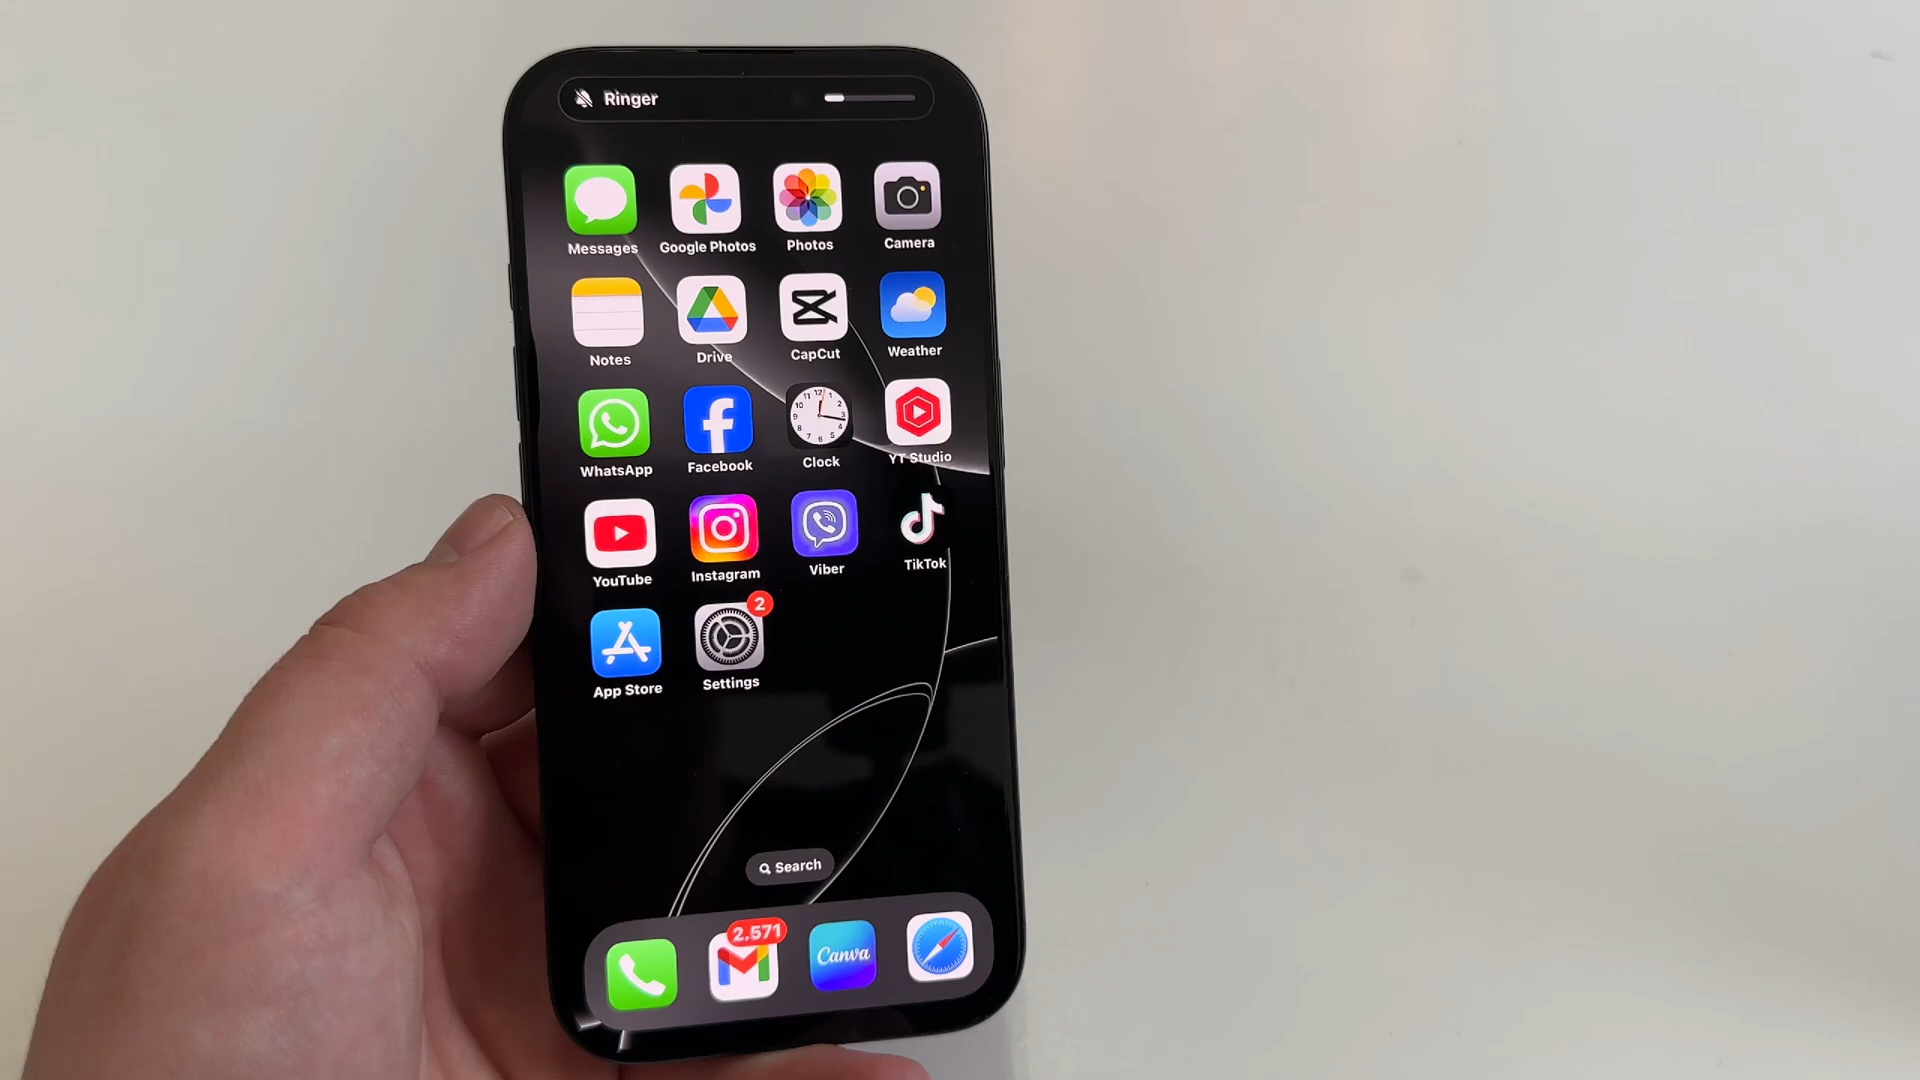 Ringer
Messages Google Photos Photos Camera
Notes Drive CapCut Weather
WhatsApp Facebook Clock YT Studio
YouTube Instagram Viber TikTok
2
App Store Settings
Search
2.571
Canva